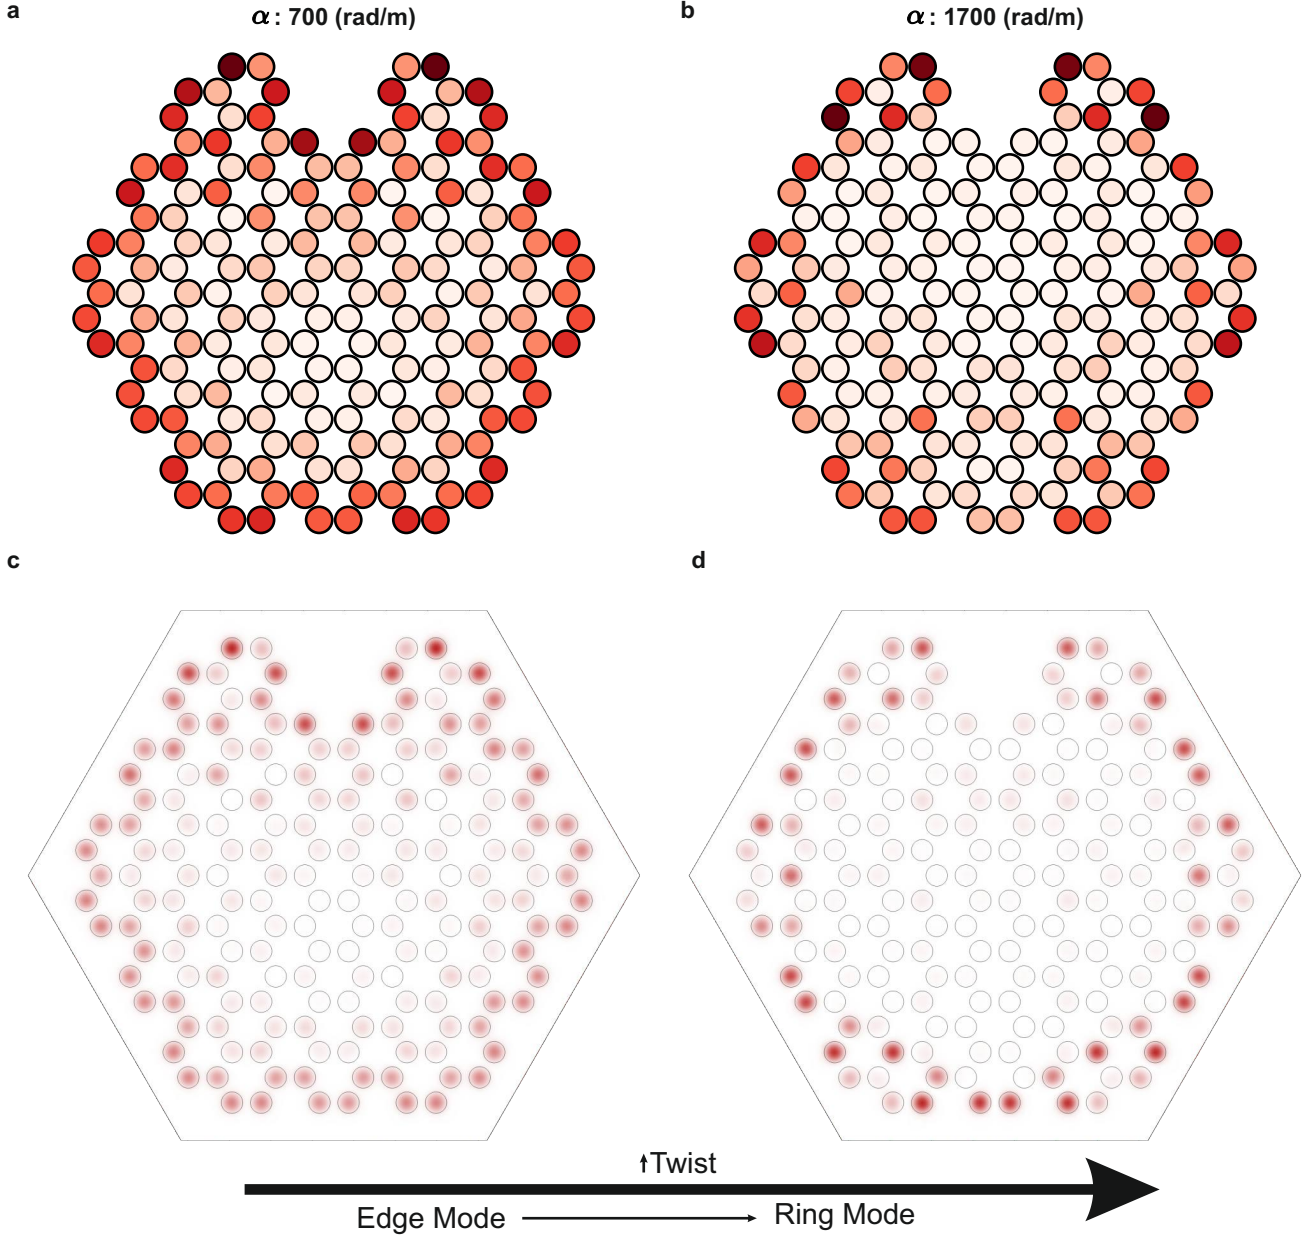 a
α : 700 (rad/m)
b
α : 1700 (rad/m)
c
d
↑Twist
Edge Mode
Ring Mode